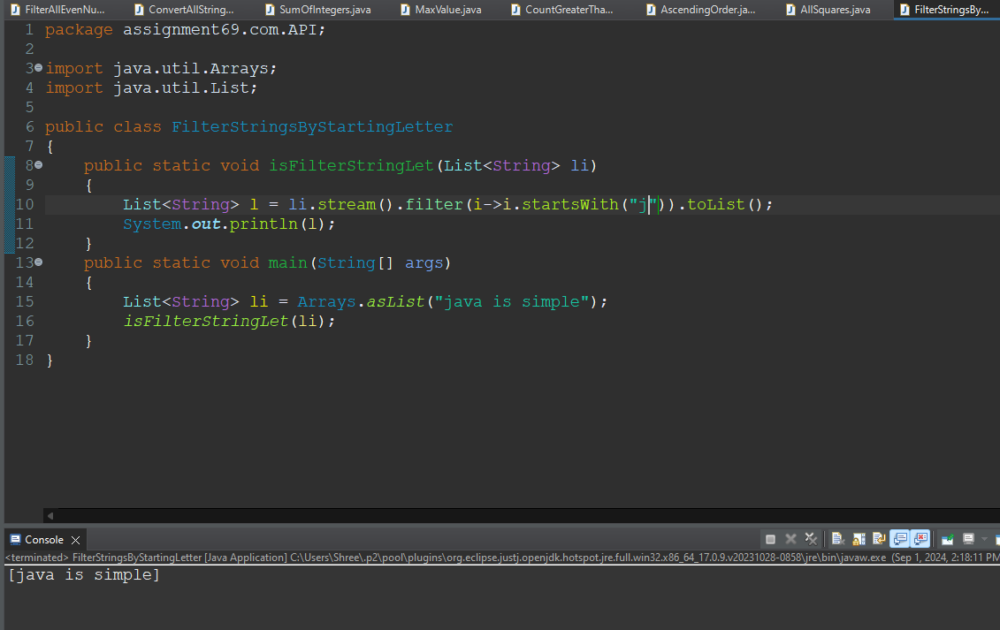 FilterAllEvenNu... ConvertAllString... SumOfIntegers.java MaxValue.java CountGreaterTha... AscendingOrder.ja... AllSquares.java FilterStringsBy...
1 package assignment69.com.API;
2
3 import java.util.Arrays;
4 import java.util.List;
5
6 public class FilterStringsByStartingLetter
7 {
8 public static void isFilterStringLet(List<String> li)
9 {
10 List<String> l = li.stream().filter(i->i.startsWith("j")).toList();
11 System.out.println(l);
12 }
13 public static void main(String[] args)
14 {
15 List<String> li = Arrays.asList("java is simple");
16 isFilterStringLet(li);
17 }
18 }
Console
<terminated> FilterStringsByStartingLetter [Java Application] C:\Users\Shree\.p2\pool\plugins\org.eclipse.justj.openjdk.hotspot.jre.full.win32.x86_64_17.0.9.v20231028-0858\jre\bin\javaw.exe (Sep 1, 2024, 2:18:11 PM
[java is simple]